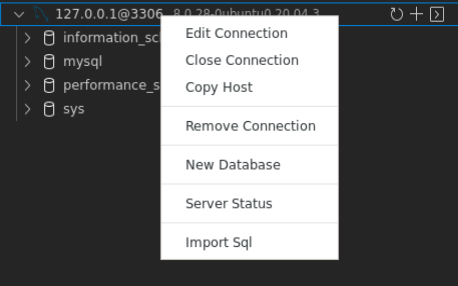 127.0.0.1@3306 8.0.28-0ubuntu0.20.04.3
information_sc
mysql
performance_s
sys
Edit Connection
Close Connection
Copy Host
Remove Connection
New Database
Server Status
Import Sql